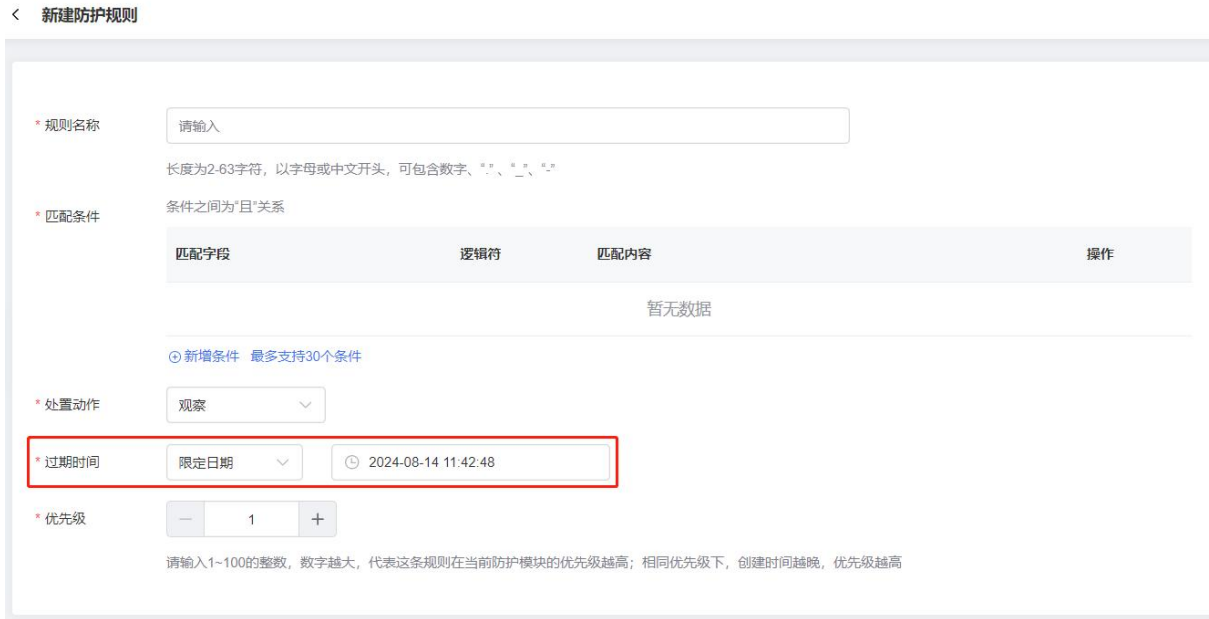 新建防护规则
* 规则名称 请输入
长度为2-63字符，以字母或中文开头，可包含数字、“.”、“_”、“-”
* 匹配条件 条件之间为“且”关系
匹配字段 逻辑符 匹配内容 操作
暂无数据
新增条件 最多支持30个条件
* 处置动作 观察
* 过期时间 限定日期 2024-08-14 11:42:48
* 优先级 — 1 +
请输入1~100的整数，数字越大，代表这条规则在当前防护模块的优先级越高；相同优先级下，创建时间越晚，优先级越高